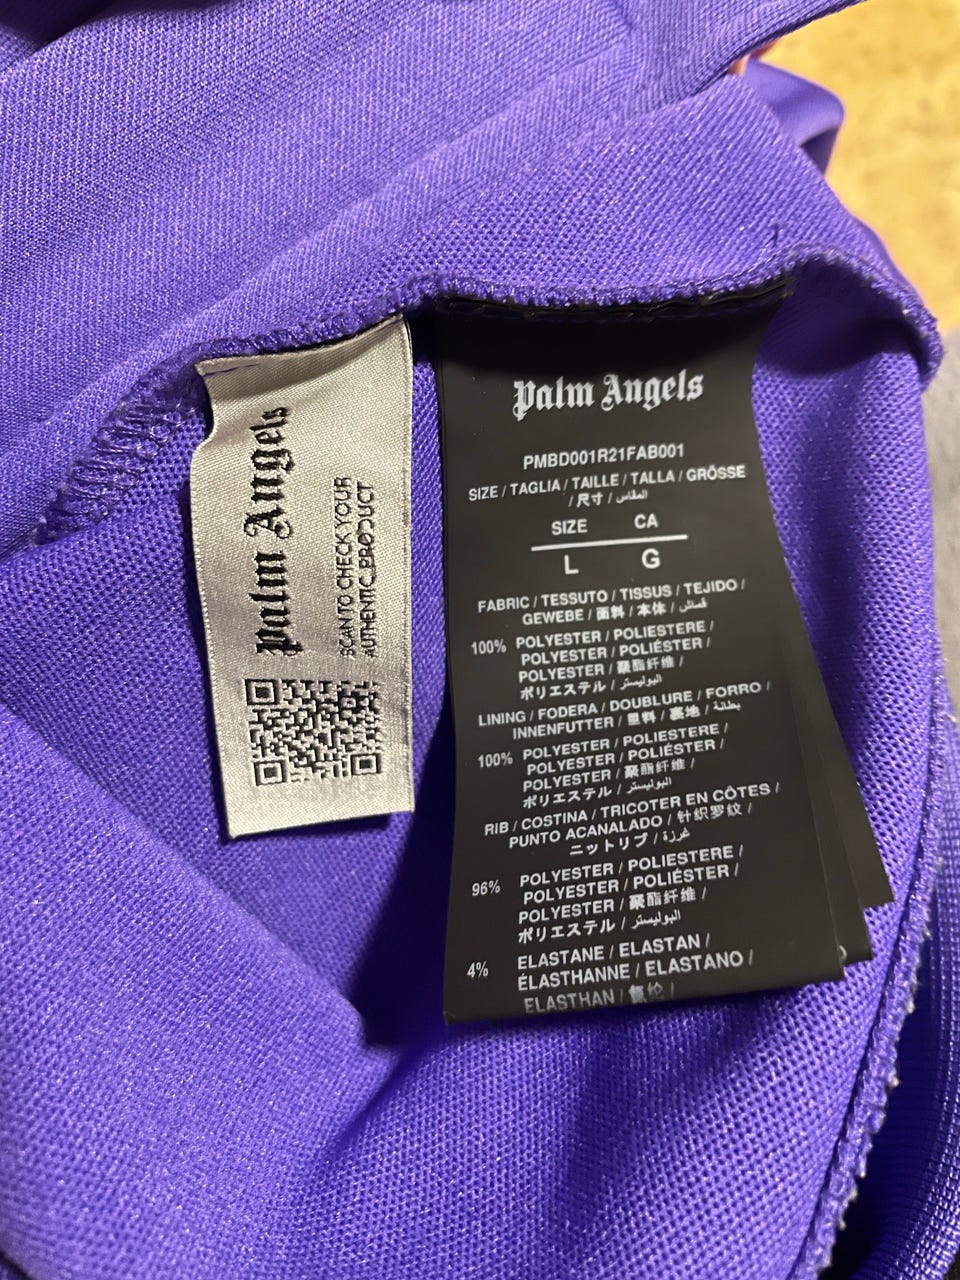 Palm Angels
SCAN TO CHECK YOUR
AUTHENTIC PRODUCT
Palm Angels
PMBD001R21FAB001
SIZE / TAGLIA / TAILLE / TALLA / GRÖSSE
/ 尺寸 / المقاس
SIZE CA
L G
FABRIC / TESSUTO / TISSUS / TEJIDO /
GEWEBE / 面料 / 本体 / قماش
100% POLYESTER / POLIESTERE /
POLYESTER / POLIÉSTER /
POLYESTER / 聚酯纤维 /
ポリエステル / البوليستر
LINING / FODERA / DOUBLURE / FORRO /
INNENFUTTER / 里料 / 裏地 / بطانة
100% POLYESTER / POLIESTERE /
POLYESTER / POLIÉSTER /
POLYESTER / 聚酯纤维 /
ポリエステル / البوليستر
RIB / COSTINA / TRICOTER EN CÔTES /
PUNTO ACANALADO / 针织罗纹 /
ニットリブ / غرزة
96% POLYESTER / POLIESTERE /
POLYESTER / POLIÉSTER /
POLYESTER / 聚酯纤维 /
ポリエステル / البوليستر
4% ELASTANE / ELASTAN /
ÉLASTHANNE / ELASTANO /
ELASTHAN / 氨纶 /